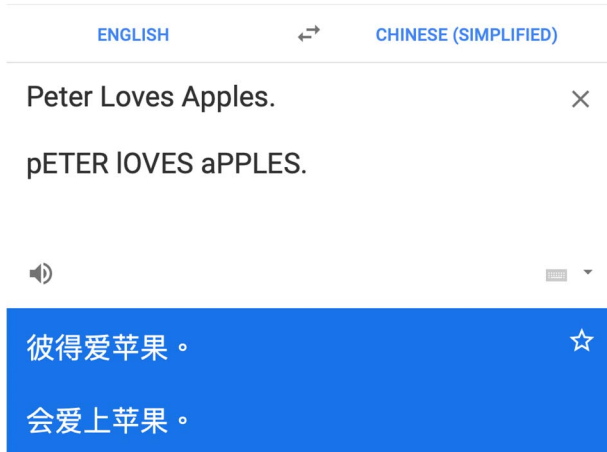 ENGLISH CHINESE (SIMPLIFIED)
Peter Loves Apples.
pETER lOVES aPPLES.
彼得爱苹果。
会爱上苹果。